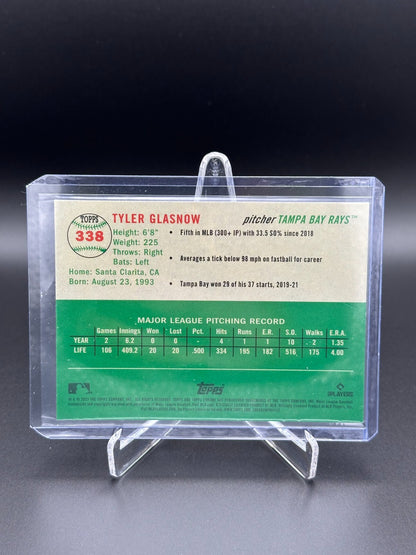 TOPPS
338
TYLER GLASNOW
pitcher TAMPA BAY RAYS™
Height: 6'8"
Weight: 225
Throws: Right
Bats: Left
Home: Santa Clarita, CA
Born: August 23, 1993
• Fifth in MLB (300+ IP) with 33.5 SO% since 2018
• Averages a tick below 98 mph on fastball for career
• Tampa Bay won 29 of his 37 starts, 2019-21
MAJOR LEAGUE PITCHING RECORD
Games Innings Won Lost Pct. Hits Runs E.R. S.O. Walks E.R.A.
YEAR 2 6.2 0 0 - 4 1 1 10 2 1.35
LIFE 106 409.2 20 20 .500 334 195 182 516 175 4.00
TOPPS
PLAYERS